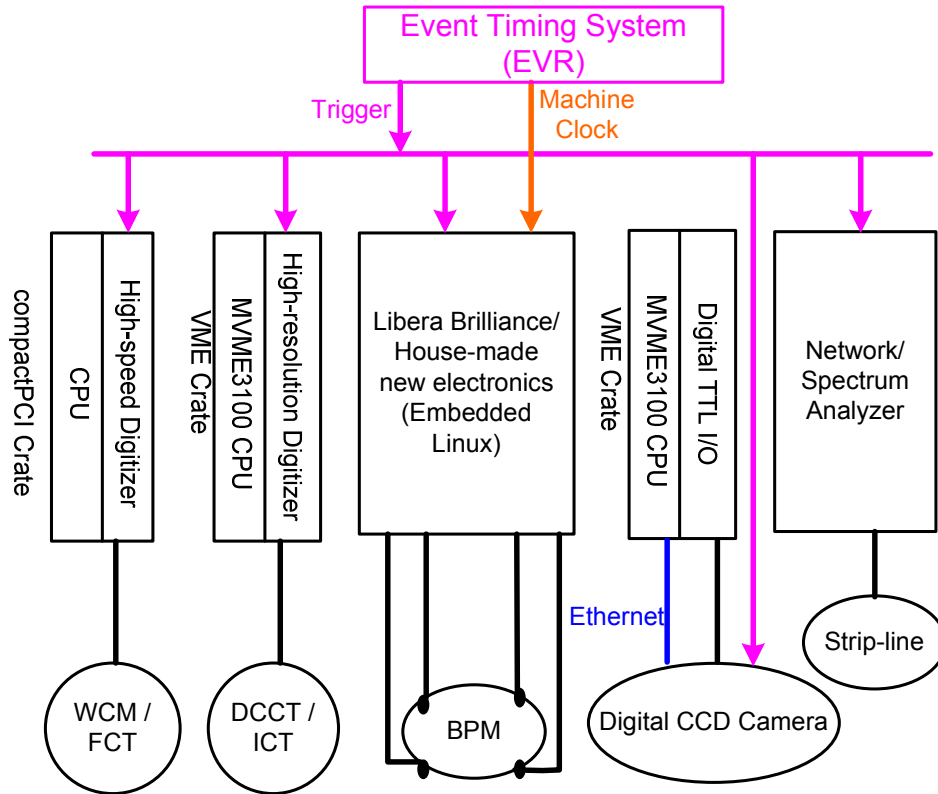 Event Timing System
(EVR)
Trigger
Machine
Clock
compactPCI Crate
CPU
High-speed Digitizer
VME Crate
MVME3100 CPU
High-resolution Digitizer
Libera Brilliance/
House-made
new electronics
(Embedded
Linux)
VME Crate
MVME3100 CPU
Digital TTL I/O
Network/
Spectrum
Analyzer
Ethernet
Strip-line
WCM /
FCT
DCCT /
ICT
BPM
Digital CCD Camera